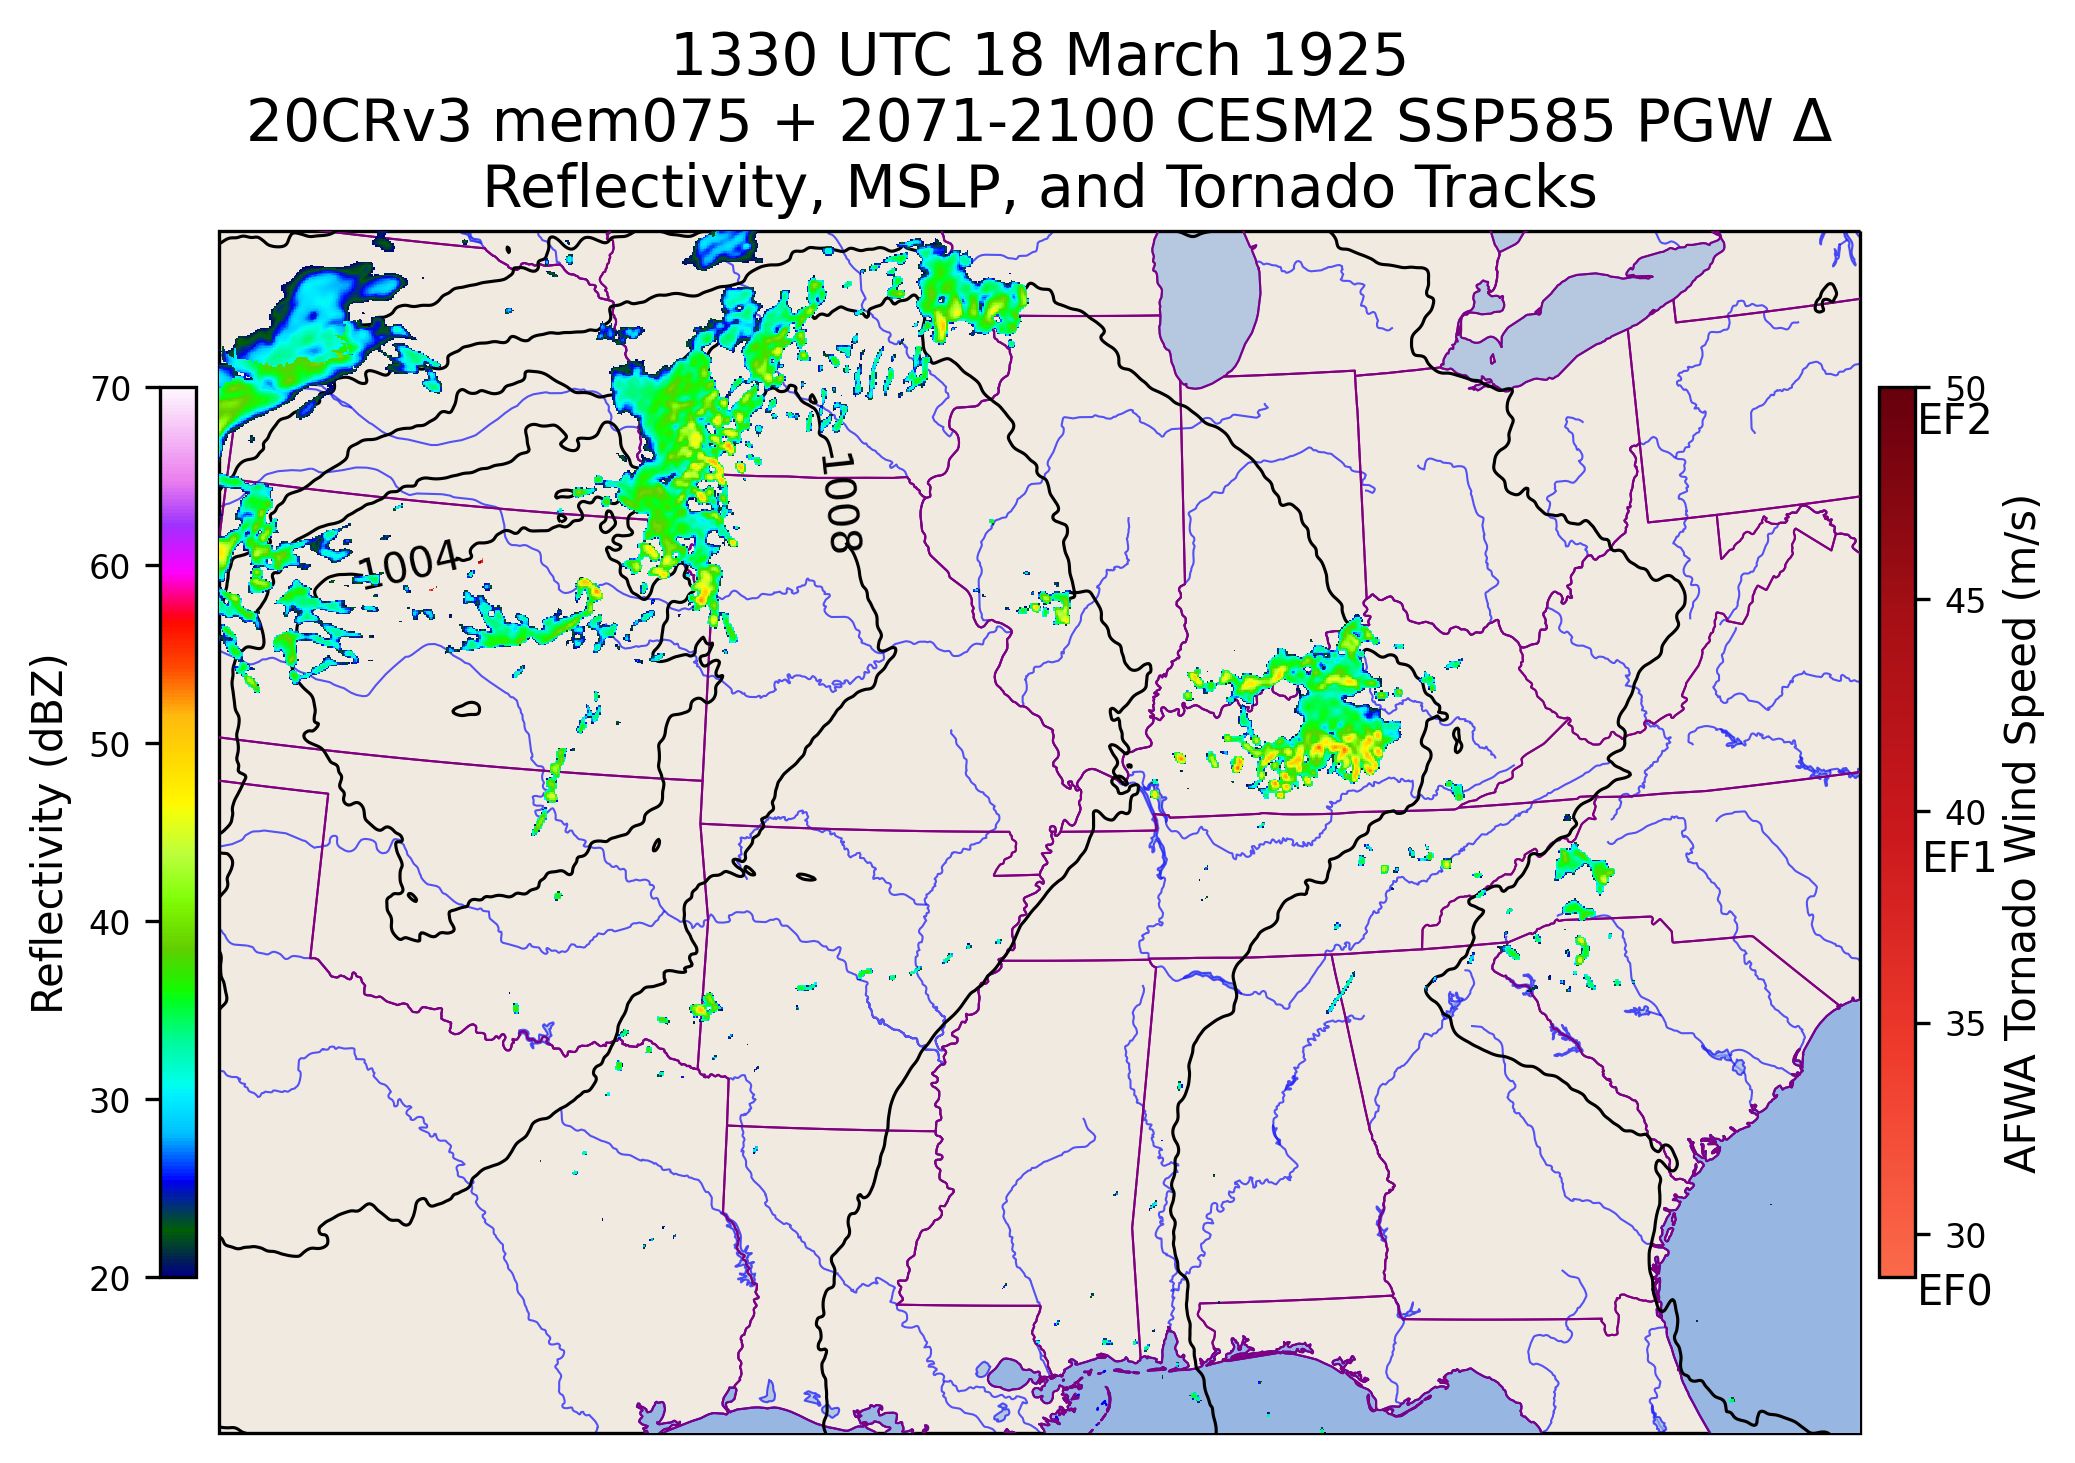 1330 UTC 18 March 1925
20CRv3 mem075 + 2071-2100 CESM2 SSP585 PGW Δ
Reflectivity, MSLP, and Tornado Tracks
Reflectivity (dBZ)
70
60
50
40
30
20
1004
1008
50
EF2
45
40
EF1
35
30
EF0
AFWA Tornado Wind Speed (m/s)